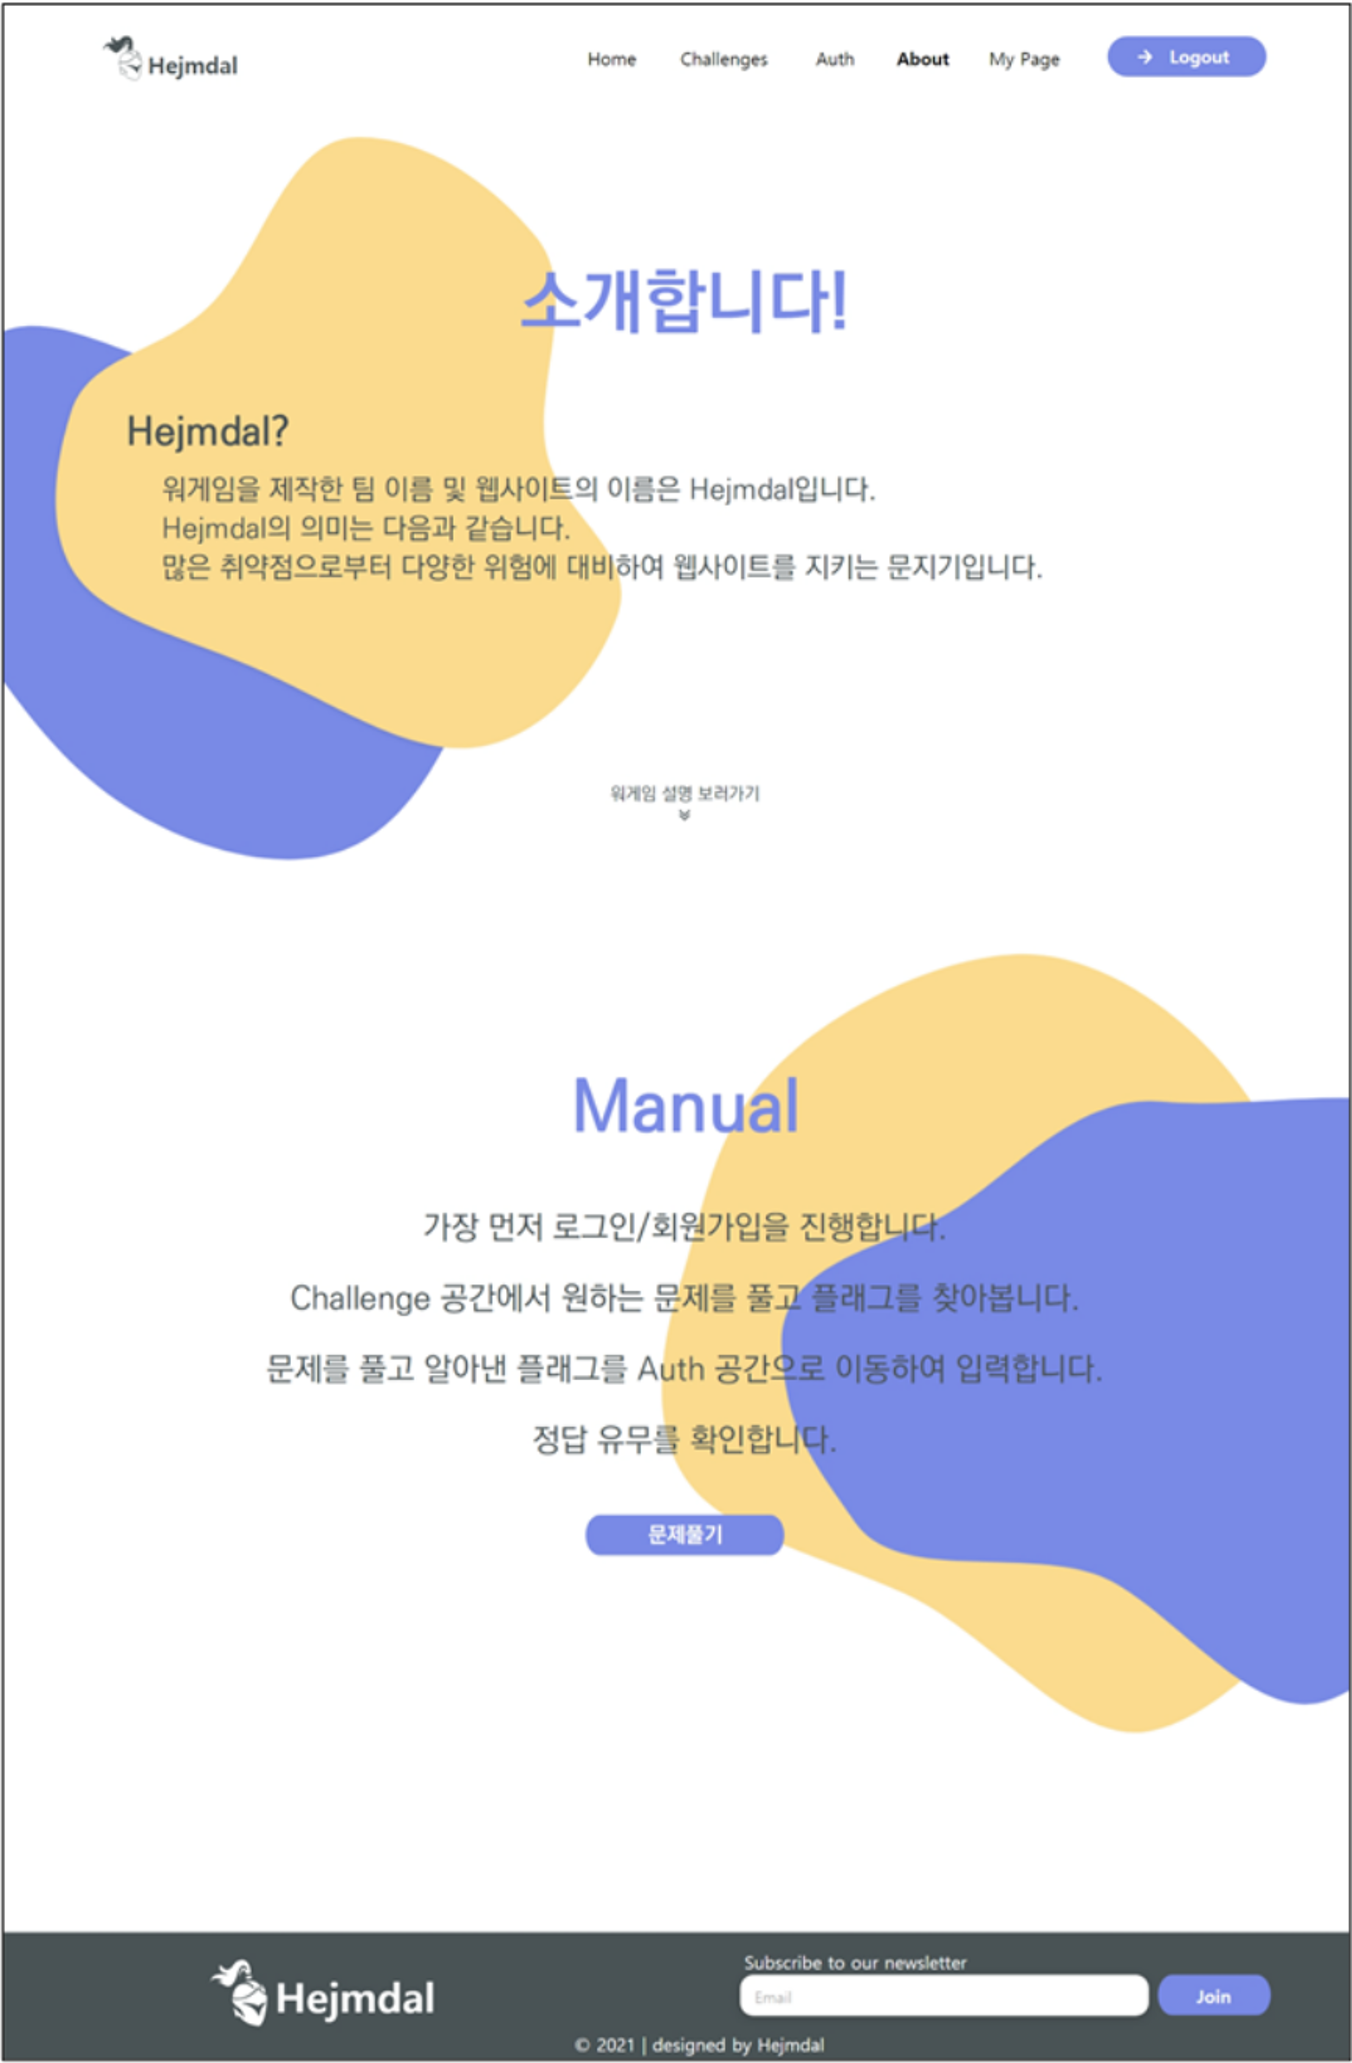 Hejmdal
Home Challenges Auth About My Page Logout
소개합니다!
Hejmdal?
워게임을 제작한 팀 이름 및 웹사이트의 이름은 Hejmdal입니다.
Hejmdal의 의미는 다음과 같습니다.
많은 취약점으로부터 다양한 위험에 대비하여 웹사이트를 지키는 문지기입니다.
워게임 설명 보러가기
Manual
가장 먼저 로그인/회원가입을 진행합니다.
Challenge 공간에서 원하는 문제를 풀고 플래그를 찾아봅니다.
문제를 풀고 알아낸 플래그를 Auth 공간으로 이동하여 입력합니다.
정답 유무를 확인합니다.
문제풀기
Hejmdal
Subscribe to our newsletter
Email
Join
© 2021 | designed by Hejmdal